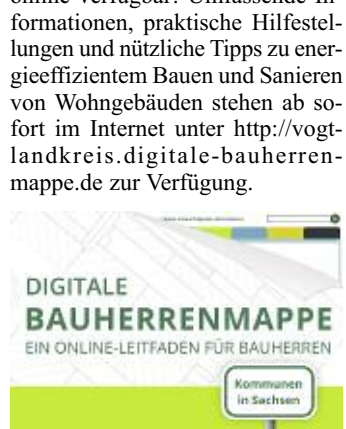 online verfügbar! Umfassende In-
formationen, praktische Hilfestel-
lungen und nützliche Tipps zu ener-
gieeffizientem Bauen und Sanieren
von Wohngebäuden stehen ab so-
fort im Internet unter http://vogt-
landkreis.digitale-bauherren-
mappe.de zur Verfügung.
DIGITALE
BAUHERRENMAPPE
EIN ONLINE-LEITFADEN FÜR BAUHERREN
Kommunen
in Sachsen